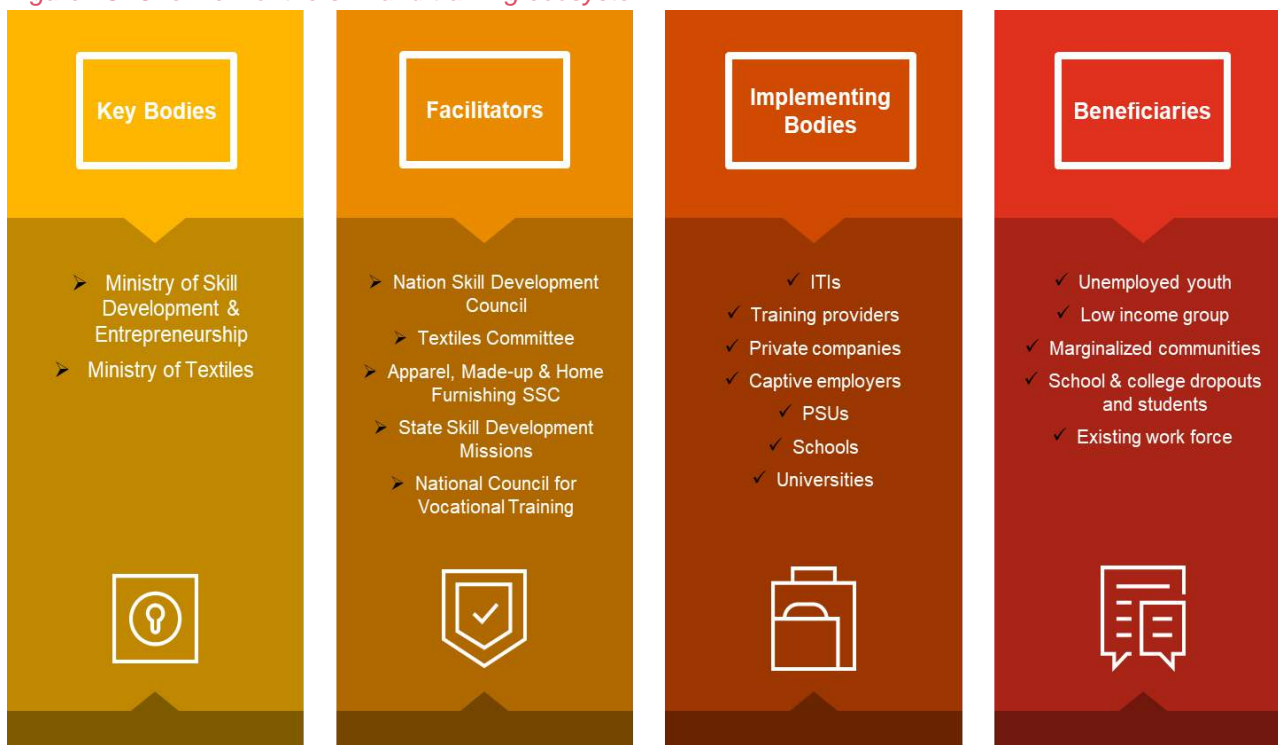 Key Bodies
Ministry of Skill
Development &
Entrepreneurship
Ministry of Textiles
Facilitators
Nation Skill Development
Council
Textiles Committee
Apparel, Made-up & Home
Furnishing SSC
State Skill Development
Missions
National Council for
Vocational Training
Implementing
Bodies
ITIs
Training providers
Private companies
Captive employers
PSUs
Schools
Universities
Beneficiaries
Unemployed youth
Low income group
Marginalized communities
School & college dropouts
and students
Existing work force